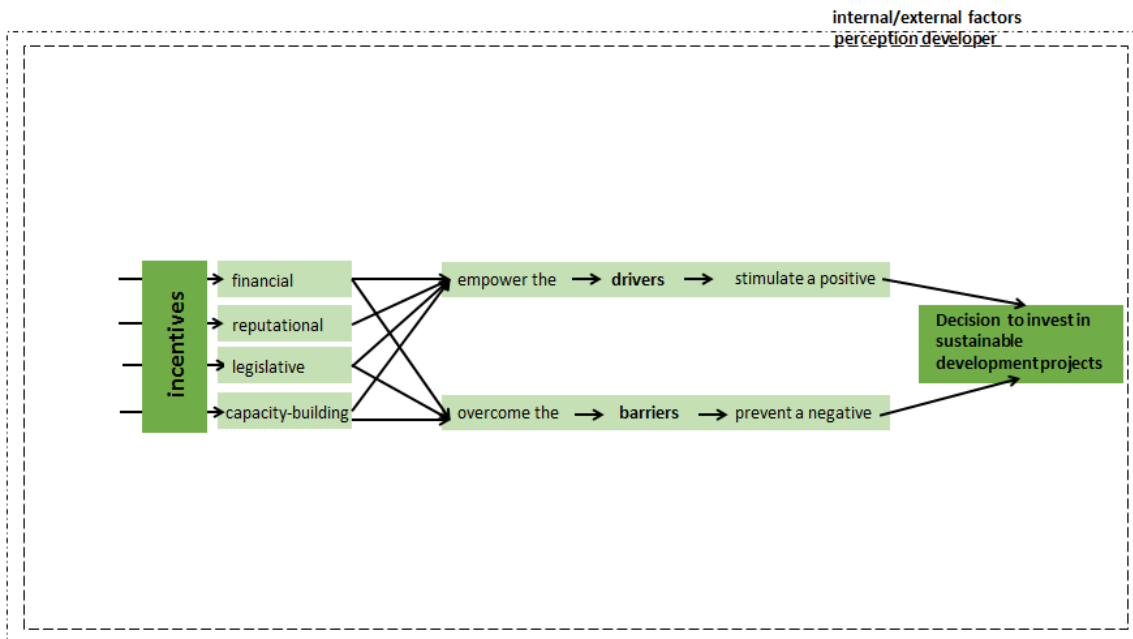 internal/external factors
perception developer
incentives
financial
reputational
legislative
capacity-building
empower the drivers stimulate a positive
overcome the barriers prevent a negative
Decision to invest in
sustainable
development projects